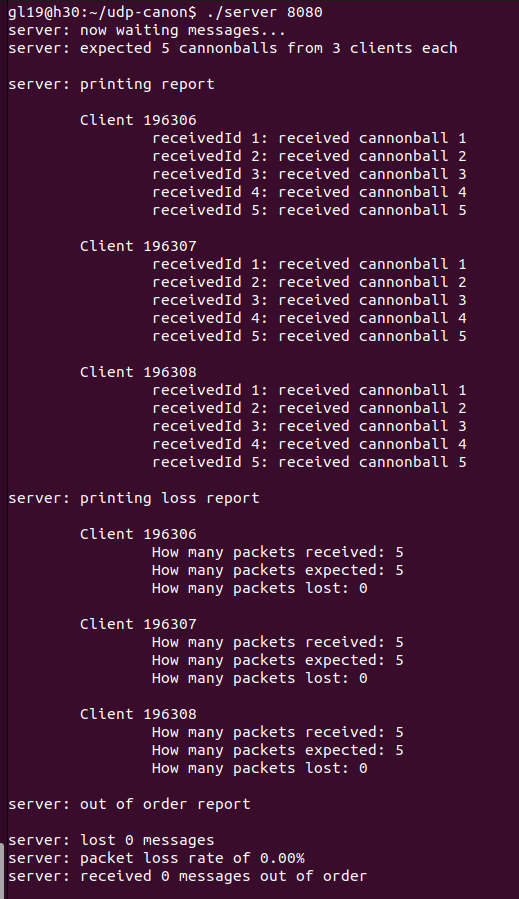 gl19@h30:~/udp-canon$ ./server 8080
server: now waiting messages...
server: expected 5 cannonballs from 3 clients each
server: printing report
Client 196306
receivedId 1: received cannonball 1
receivedId 2: received cannonball 2
receivedId 3: received cannonball 3
receivedId 4: received cannonball 4
receivedId 5: received cannonball 5
Client 196307
receivedId 1: received cannonball 1
receivedId 2: received cannonball 2
receivedId 3: received cannonball 3
receivedId 4: received cannonball 4
receivedId 5: received cannonball 5
Client 196308
receivedId 1: received cannonball 1
receivedId 2: received cannonball 2
receivedId 3: received cannonball 3
receivedId 4: received cannonball 4
receivedId 5: received cannonball 5
server: printing loss report
Client 196306
How many packets received: 5
How many packets expected: 5
How many packets lost: 0
Client 196307
How many packets received: 5
How many packets expected: 5
How many packets lost: 0
Client 196308
How many packets received: 5
How many packets expected: 5
How many packets lost: 0
server: out of order report
server: lost 0 messages
server: packet loss rate of 0.00%
server: received 0 messages out of order